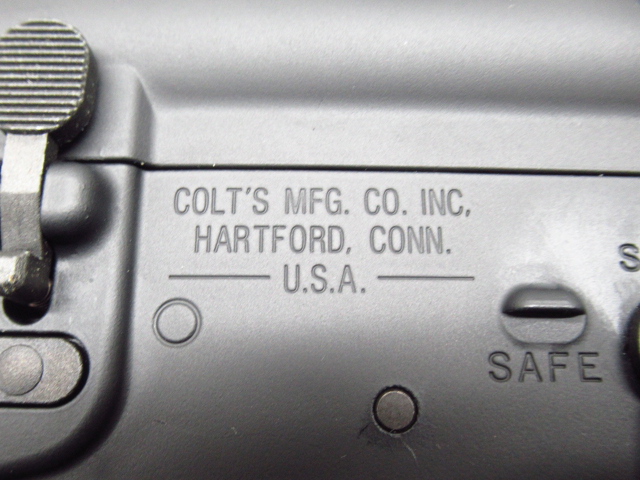 COLT'S MFG. CO. INC,
HARTFORD, CONN.
U.S.A.
SAFE
S